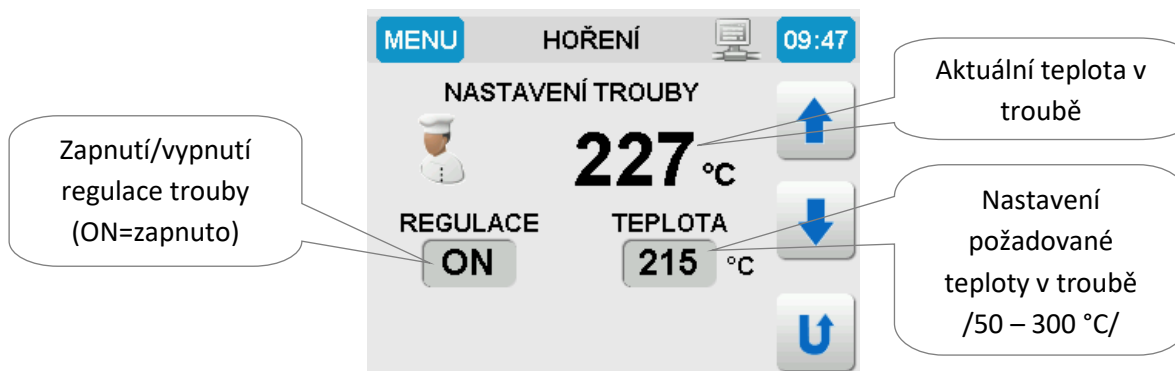 MENU HOŘENÍ 09:47
NASTAVENÍ TROUBY
227 °C
REGULACE TEPLOTA
ON 215 °C
Zapnutí/vypnutí
regulace trouby
(ON=zapnuto)
Aktuální teplota v
troubě
Nastavení
požadované
teploty v troubě
/50 – 300 °C/